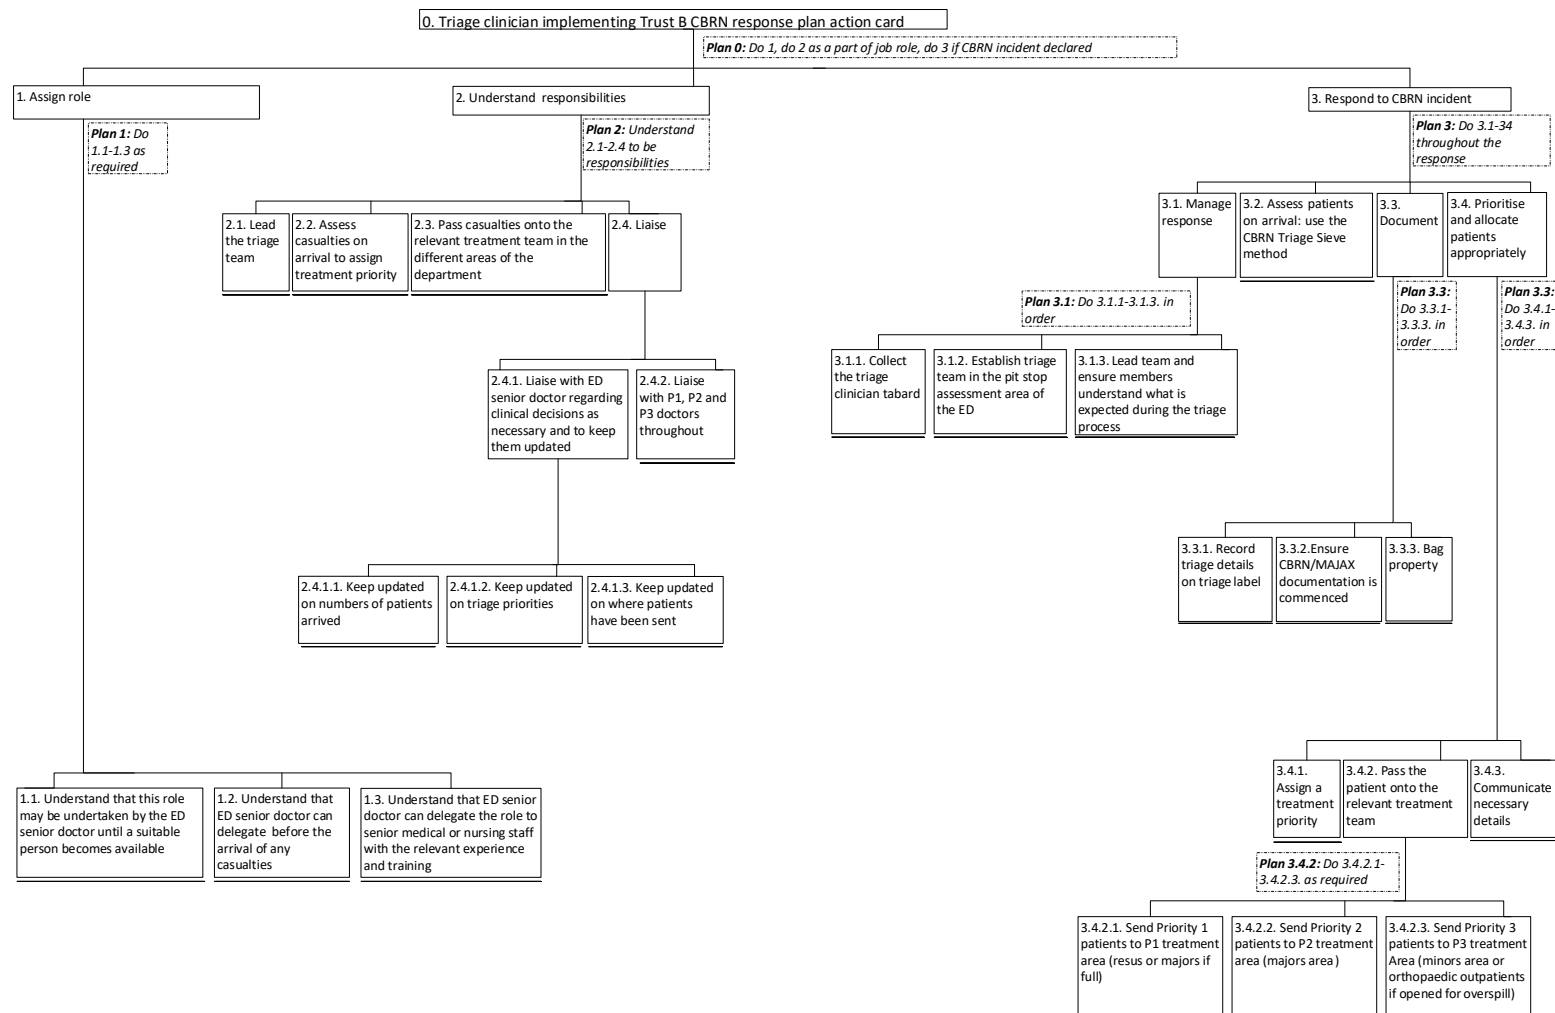 0. Triage clinician implementing Trust B CBRN response plan action card
Plan 0: Do 1, do 2 as a part of job role, do 3 if CBRN incident declared
1. Assign role
Plan 1: Do
1.1-1.3 as
required
2. Understand responsibilities
Plan 2: Understand
2.1-2.4 to be
responsibilities
3. Respond to CBRN incident
Plan 3: Do 3.1-34
throughout the
response
2.1. Lead
the triage
team
2.2. Assess
casualties on
arrival to assign
treatment priority
2.3. Pass casualties onto the
relevant treatment team in the
different areas of the
department
2.4. Liaise
3.1. Manage
response
3.2. Assess patients
on arrival: use the
CBRN Triage Sieve
method
3.3.
Document
3.4. Prioritise
and allocate
patients
appropriately
Plan 3.1: Do 3.1.1-3.1.3. in
order
Plan 3.3:
Do 3.3.1-
3.3.3. in
order
Plan 3.3:
Do 3.4.1-
3.4.3. in
order
3.1.1. Collect
the triage
clinician tabard
3.1.2. Establish triage
team in the pit stop
assessment area of
the ED
3.1.3. Lead team and
ensure members
understand what is
expected during the triage
process
2.4.1. Liaise with ED
senior doctor regarding
clinical decisions as
necessary and to keep
them updated
2.4.2. Liaise
with P1, P2 and
P3 doctors
throughout
3.3.1. Record
triage details
on triage label
3.3.2.Ensure
CBRN/MAJAX
documentation is
commenced
3.3.3. Bag
property
2.4.1.1. Keep updated
on numbers of patients
arrived
2.4.1.2. Keep updated
on triage priorities
2.4.1.3. Keep updated
on where patients
have been sent
3.4.1.
Assign a
treatment
priority
3.4.2. Pass the
patient onto the
relevant treatment
team
3.4.3.
Communicate
necessary
details
1.1. Understand that this role
may be undertaken by the ED
senior doctor until a suitable
person becomes available
1.2. Understand that
ED senior doctor can
delegate before the
arrival of any
casualties
1.3. Understand that ED senior
doctor can delegate the role to
senior medical or nursing staff
with the relevant experience
and training
Plan 3.4.2: Do 3.4.2.1-
3.4.2.3. as required
3.4.2.1. Send Priority 1
patients to P1 treatment
area (resus or majors if
full)
3.4.2.2. Send Priority 2
patients to P2 treatment
area (majors area)
3.4.2.3. Send Priority 3
patients to P3 treatment
Area (minors area or
orthopaedic outpatients
if opened for overspill)